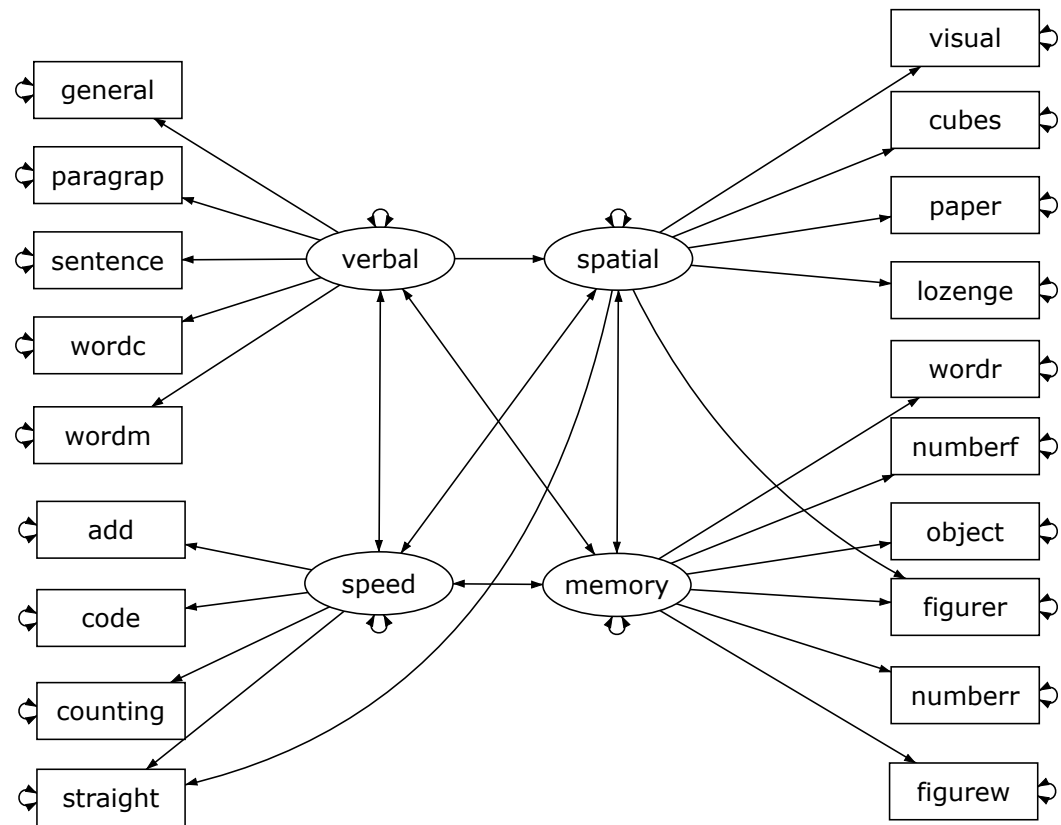 general
paragrap
sentence
wordc
wordm
add
code
counting
straight
verbal
spatial
speed
memory
visual
cubes
paper
lozenge
wordr
numberf
object
figurer
numberr
figurew